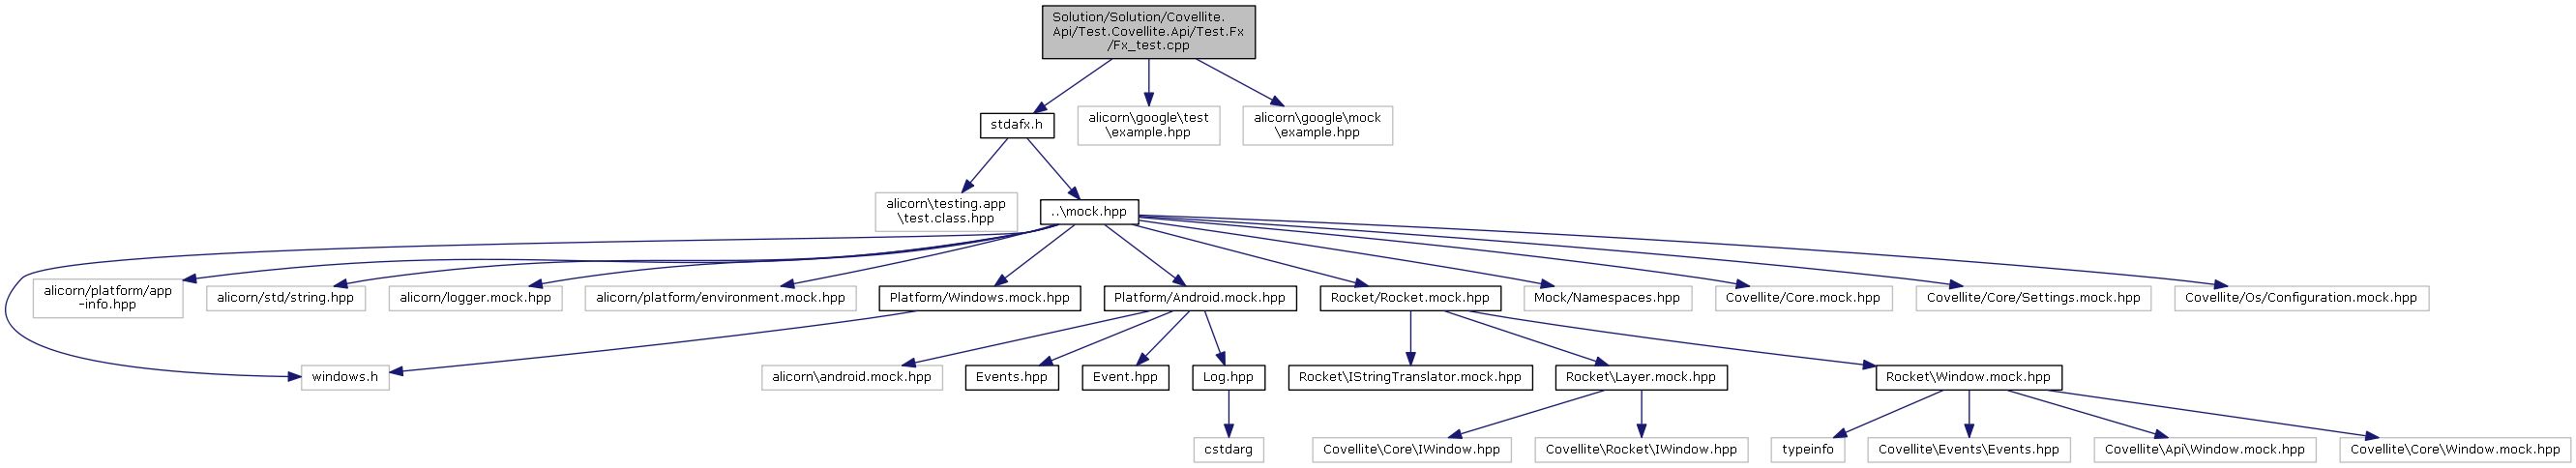 Solution/Solution/Covellite.
Api/Test.Covellite.Api/Test.Fx
/Fx_test.cpp
stdafx.h
alicorn\google\test
\example.hpp
alicorn\google\mock
\example.hpp
alicorn\testing.app
\test.class.hpp
..\mock.hpp
alicorn/platform/app
-info.hpp
alicorn/std/string.hpp
alicorn/logger.mock.hpp
alicorn/platform/environment.mock.hpp
Platform/Windows.mock.hpp
Platform/Android.mock.hpp
Rocket/Rocket.mock.hpp
Mock/Namespaces.hpp
Covellite/Core.mock.hpp
Covellite/Core/Settings.mock.hpp
Covellite/Os/Configuration.mock.hpp
windows.h
alicorn\android.mock.hpp
Events.hpp
Event.hpp
Log.hpp
Rocket\IStringTranslator.mock.hpp
Rocket\Layer.mock.hpp
Rocket\Window.mock.hpp
cstdarg
Covellite\Core\IWindow.hpp
Covellite\Rocket\IWindow.hpp
typeinfo
Covellite\Events\Events.hpp
Covellite\Api\Window.mock.hpp
Covellite\Core\Window.mock.hpp